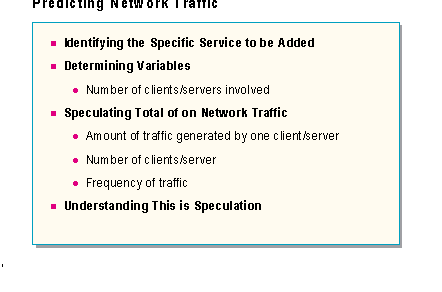 Predicting Network Traffic
Identifying the Specific Service to be Added
Determining Variables
Number of clients/servers involved
Speculating Total of on Network Traffic
Amount of traffic generated by one client/server
Number of clients/server
Frequency of traffic
Understanding This is Speculation